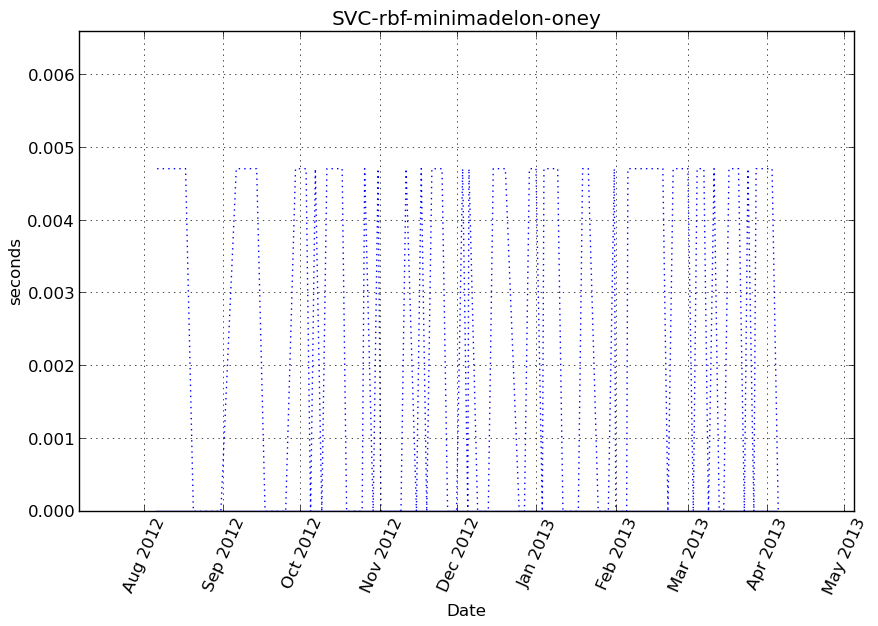 SVC-rbf-minimadelon-oney
0.006
0.005
0.004
0.003
0.002
0.001
0.000
seconds
Aug 2012
Sep 2012
Oct 2012
Nov 2012
Dec 2012
Jan 2013
Feb 2013
Mar 2013
Apr 2013
May 2013
Date